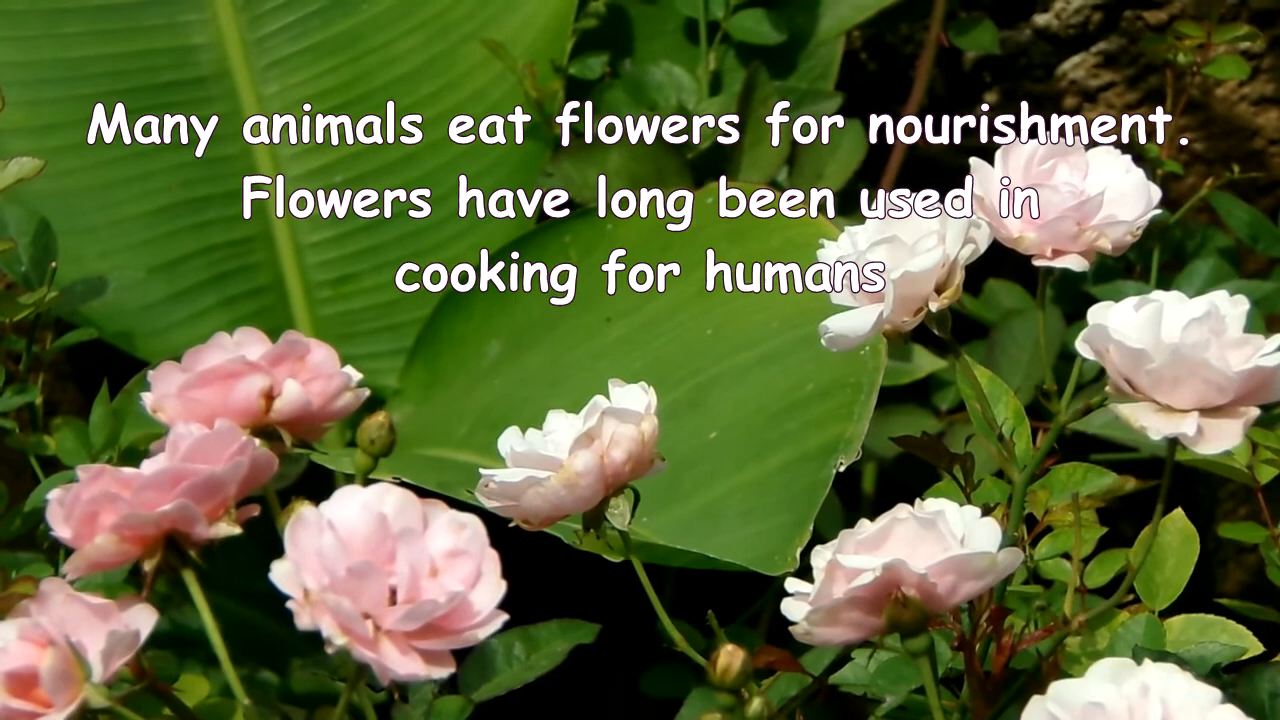 Many animals eat flowers for nourishment.
Flowers have long been used in
cooking for humans